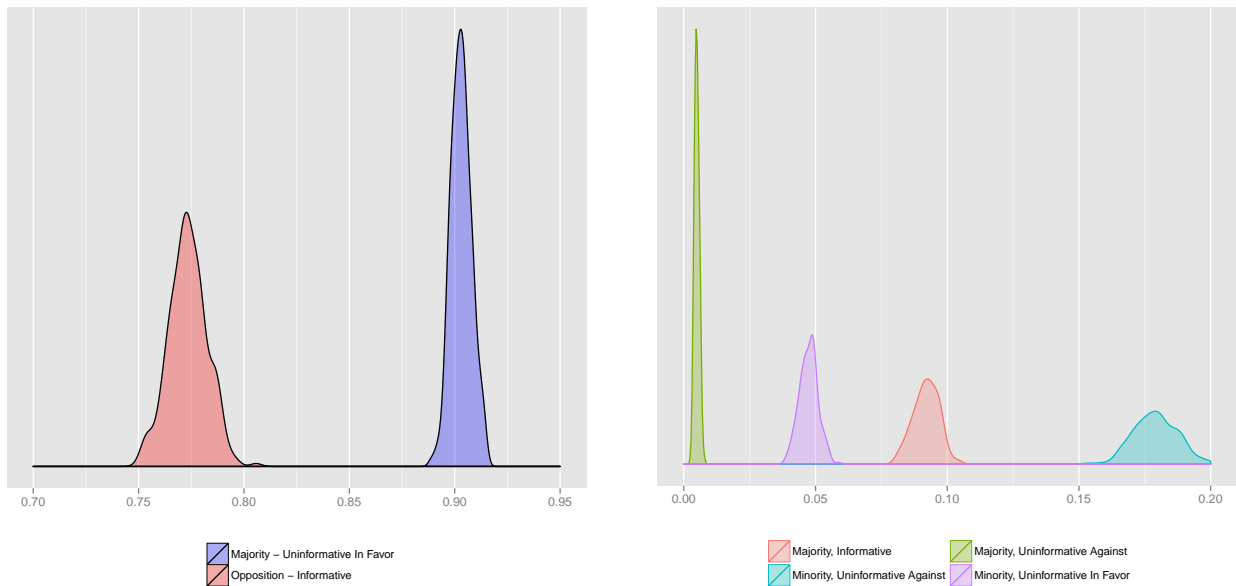 0.70 0.75 0.80 0.85 0.90 0.95
Majority – Uninformative In Favor
Opposition – Informative
0.00 0.05 0.10 0.15 0.20
Majority, Informative Majority, Uninformative Against
Minority, Uninformative Against Minority, Uninformative In Favor